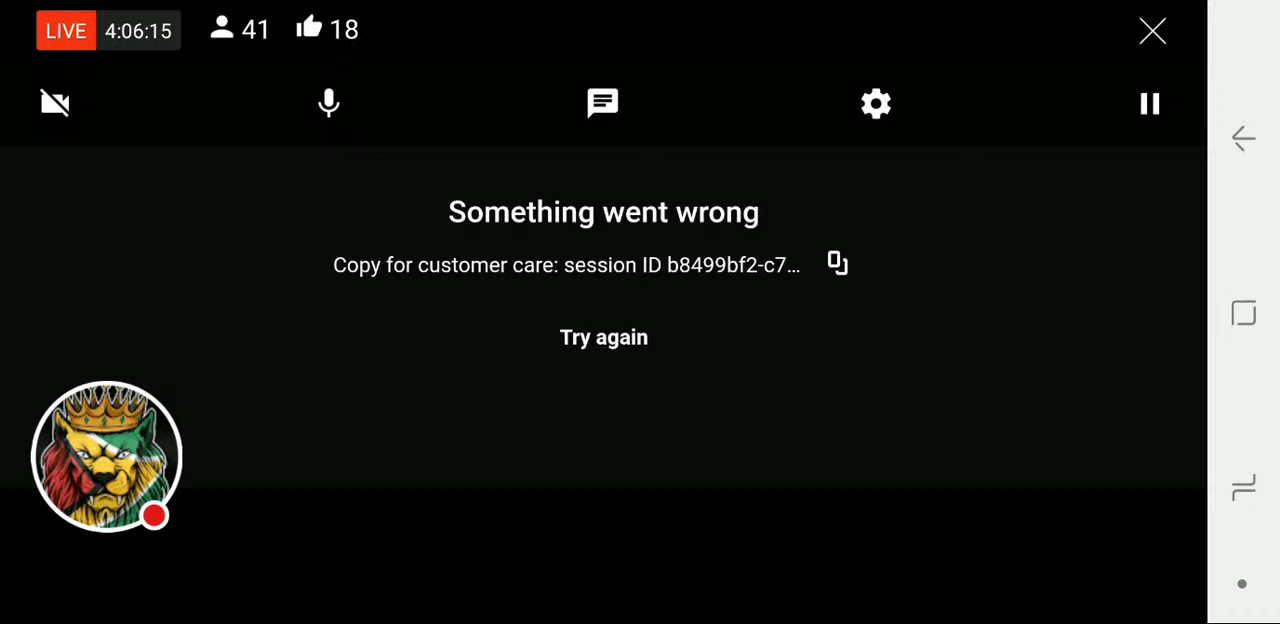 LIVE 4:06:15 41 18
Something went wrong
Copy for customer care: session ID b8499bf2-c7...
Try again